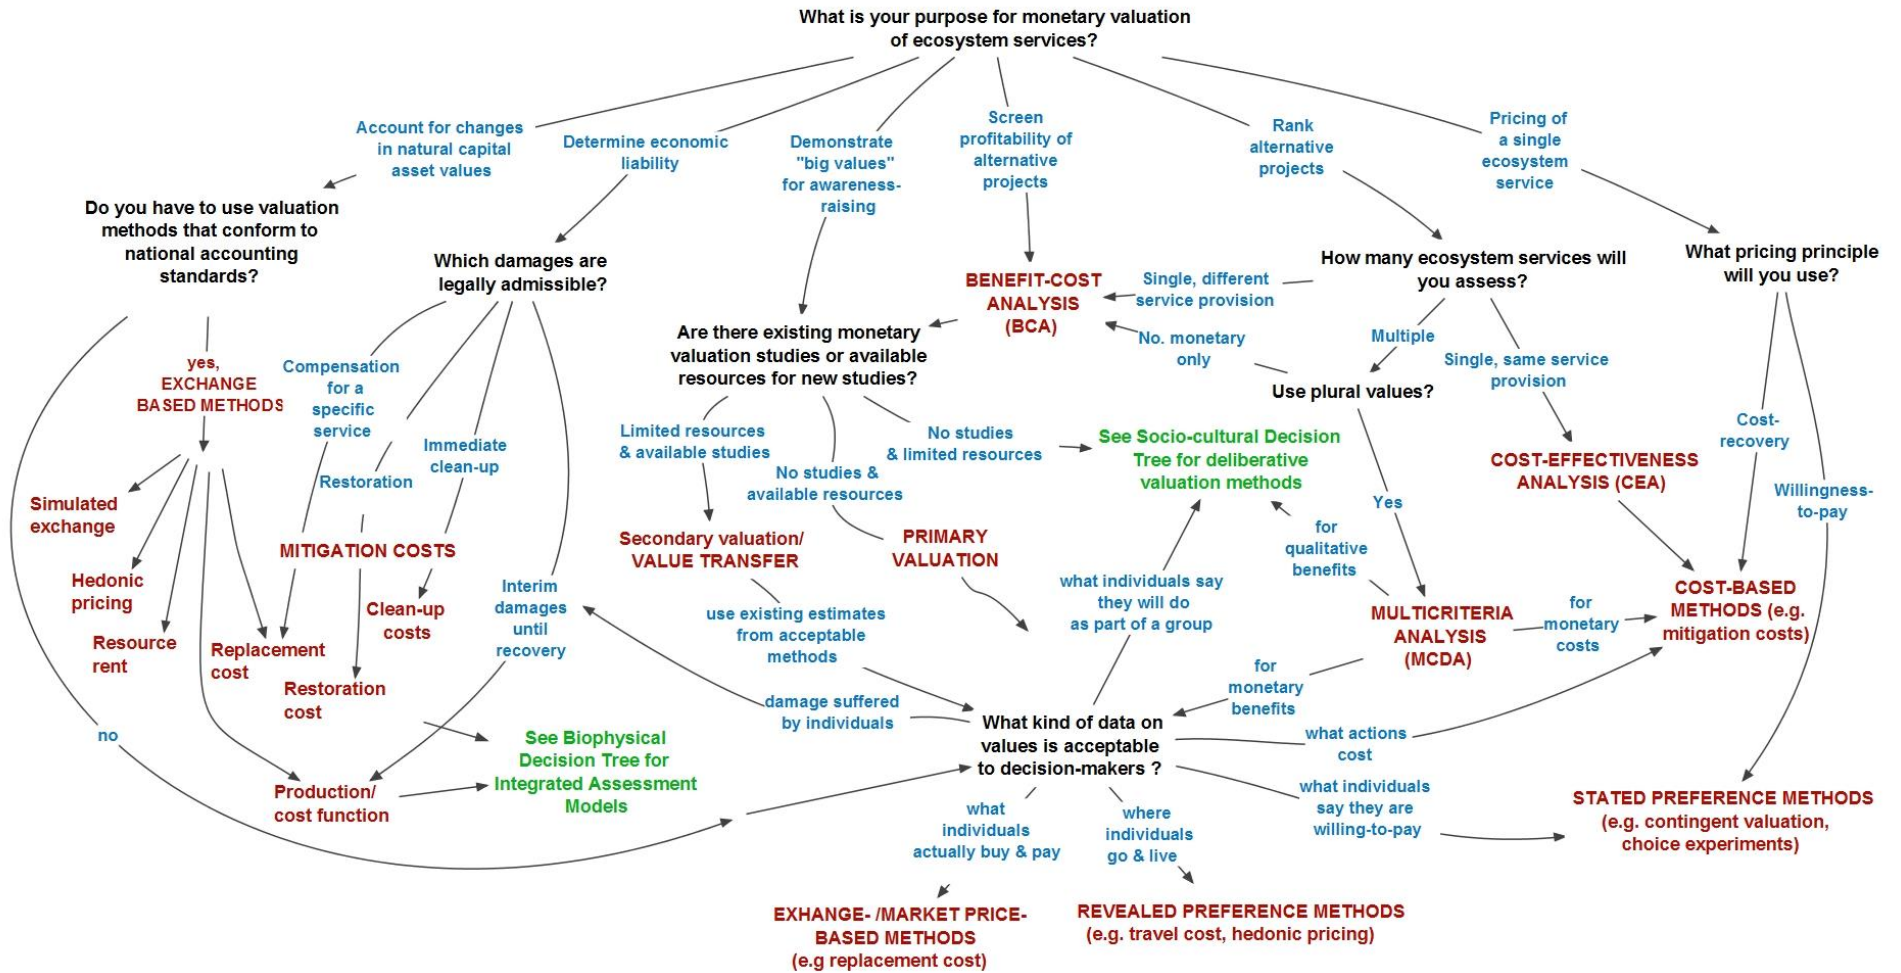 What is your purpose for monetary valuation
of ecosystem services?
Account for changes
in natural capital
asset values
Determine economic
liability
Demonstrate
"big values"
for awareness-
raising
Screen
profitability of
alternative
projects
Rank
alternative
projects
Pricing of
a single
ecosystem
service
Do you have to use valuation
methods that conform to
national accounting
standards?
Which damages are
legally admissible?
Are there existing monetary
valuation studies or available
resources for new studies?
BENEFIT-COST
ANALYSIS
(BCA)
Single, different
service provision
How many ecosystem services will
you assess?
What pricing principle
will you use?
No. monetary
only
Multiple
Single, same service
provision
Use plural values?
yes,
EXCHANGE
BASED METHODS
Compensation
for a
specific
service
Immediate
clean-up
Restoration
Limited resources
& available studies
No studies &
available resources
No studies
& limited resources
See Socio-cultural Decision
Tree for deliberative
valuation methods
Yes
COST-EFFECTIVENESS
ANALYSIS (CEA)
Cost-
recovery
Willingness-
to-pay
Simulated
exchange
Hedonic
pricing
Resource
rent
Replacement
cost
MITIGATION COSTS
Clean-up
costs
Restoration
cost
Interim
damages
until
recovery
Secondary valuation/
VALUE TRANSFER
PRIMARY
VALUATION
use existing estimates
from acceptable
methods
what individuals say
they will do
as part of a group
for
qualitative
benefits
MULTICRITERIA
ANALYSIS
(MCDA)
for
monetary
costs
COST-BASED
METHODS (e.g.
mitigation costs)
for
monetary
benefits
damage suffered
by individuals
What kind of data on
values is acceptable
to decision-makers ?
what actions
cost
no
See Biophysical
Decision Tree for
Integrated Assessment
Models
Production/
cost function
what
individuals
actually buy & pay
where
individuals
go & live
what individuals
say they are
willing-to-pay
STATED PREFERENCE METHODS
(e.g. contingent valuation,
choice experiments)
EXHANGE- /MARKET PRICE-
BASED METHODS
(e.g replacement cost)
REVEALED PREFERENCE METHODS
(e.g. travel cost, hedonic pricing)